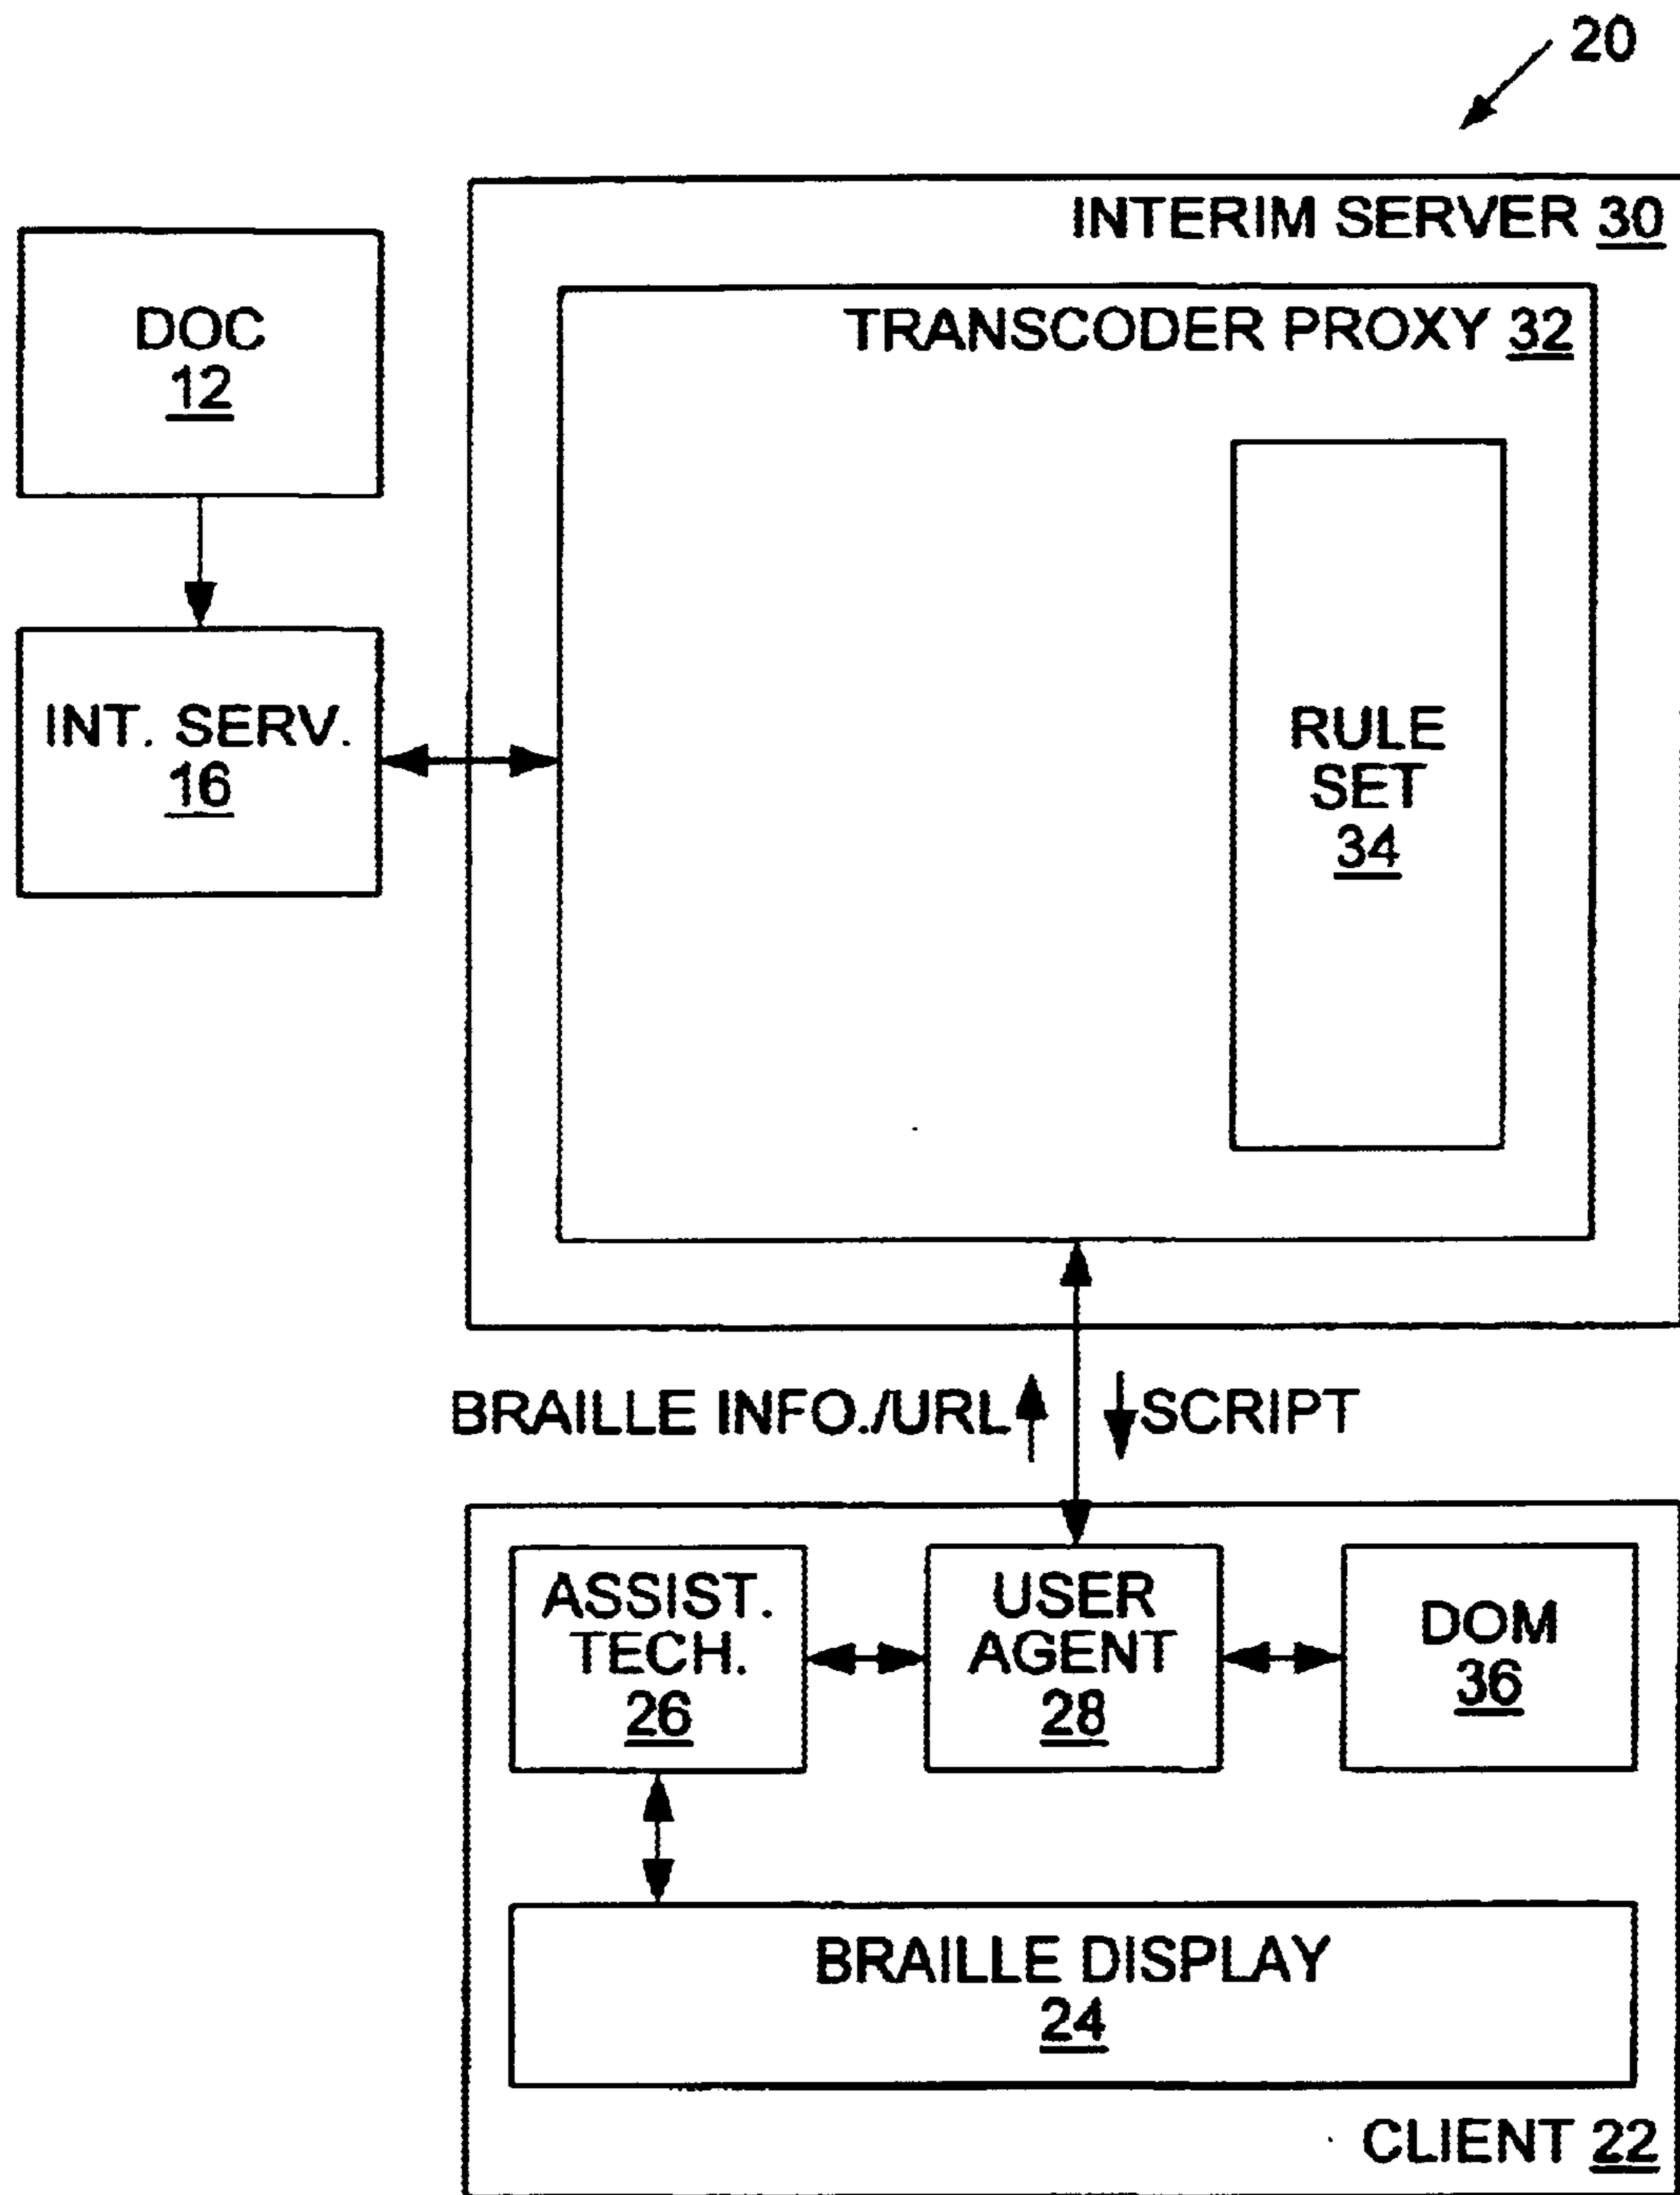 20
INTERIM SERVER 30
DOC
12
TRANSCODER PROXY 32
INT. SERV.
16
RULE
SET
34
BRAILLE INFO./URL
SCRIPT
ASSIST.
TECH.
26
USER
AGENT
28
DOM
36
BRAILLE DISPLAY
24
CLIENT 22